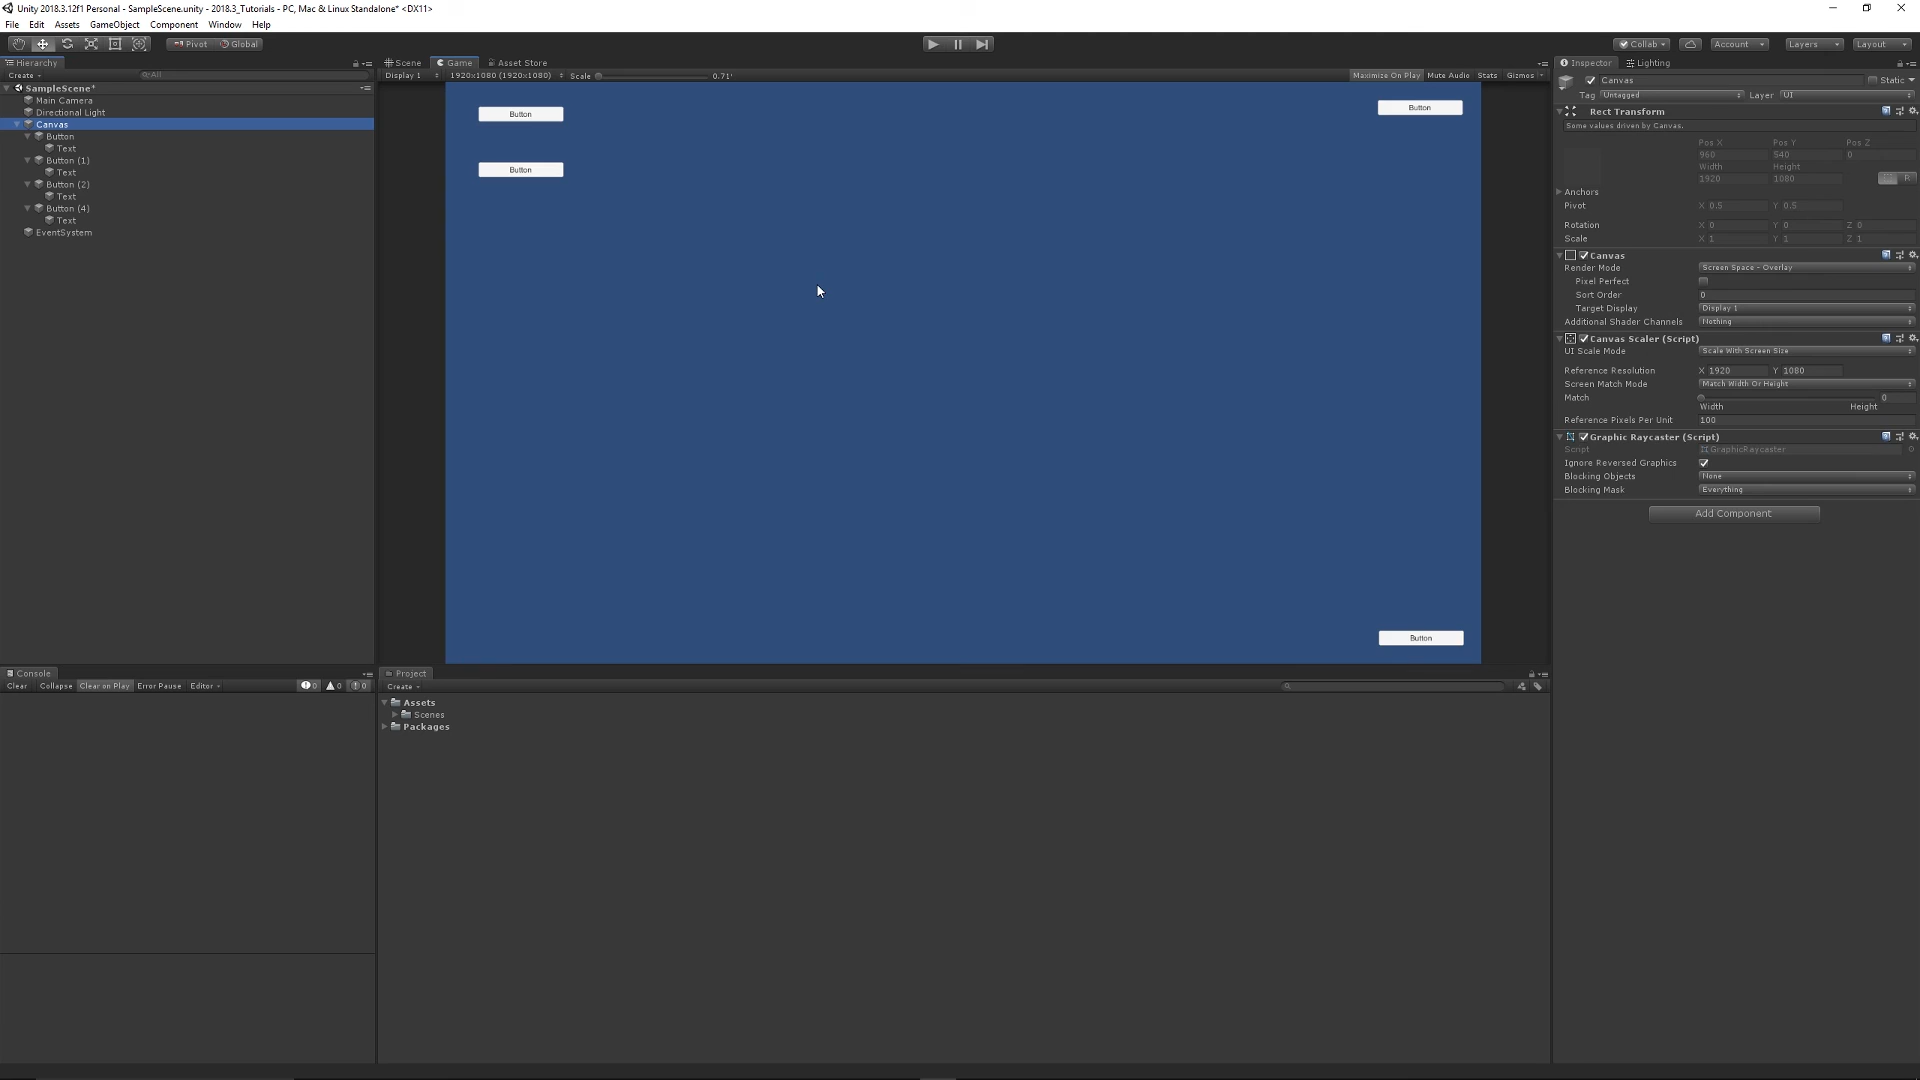 Unity 2018.3.12f1 Personal - SampleScene.unity - 2018.3_Tutorials - PC, Mac & Linux Standalone* <DX11>
File Edit Assets GameObject Component Window Help
Pivot Global
Collab Account Layers Layout
Hierarchy
Create All
SampleScene*
Main Camera
Directional Light
Canvas
Button
Text
Button (1)
Text
Button (2)
Text
Button (4)
Text
EventSystem
Scene Game Asset Store
Display 1 1920x1080 (1920x1080) Scale 0.71
Maximize On Play Mute Audio Stats Gizmos
Button
Button
Button
Button
Inspector Lighting
Canvas Static
Tag Untagged Layer UI
Rect Transform
Some values driven by Canvas.
Pos X Pos Y Pos Z
960 540 0
Width Height
1920 1080 R
Anchors
Pivot X 0.5 Y 0.5
Rotation X 0 Y 0 Z 0
Scale X 1 Y 1 Z 1
Canvas
Render Mode Screen Space - Overlay
Pixel Perfect
Sort Order 0
Target Display Display 1
Additional Shader Channels Nothing
Canvas Scaler (Script)
UI Scale Mode Scale With Screen Size
Reference Resolution X 1920 Y 1080
Screen Match Mode Match Width Or Height
Match 0
Width Height
Reference Pixels Per Unit 100
Graphic Raycaster (Script)
Script GraphicRaycaster
Ignore Reversed Graphics
Blocking Objects None
Blocking Mask Everything
Add Component
Console
Clear Collapse Clear on Play Error Pause Editor 0 0 0
Project
Create
Assets
Scenes
Packages